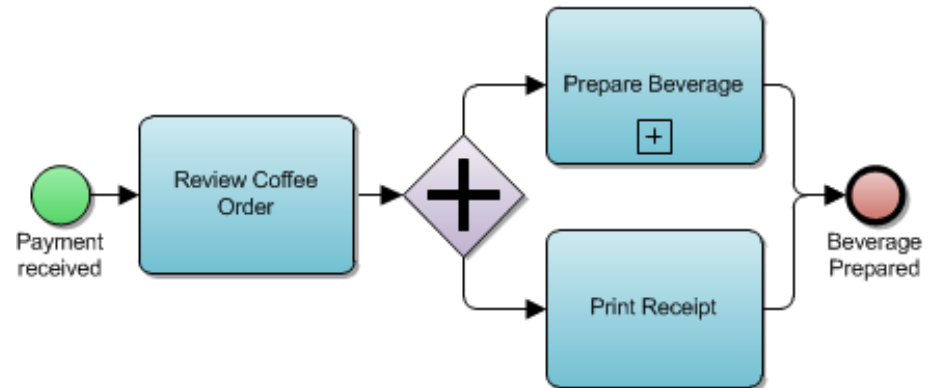 Payment
received
Review Coffee
Order
Prepare Beverage
Print Receipt
Beverage
Prepared